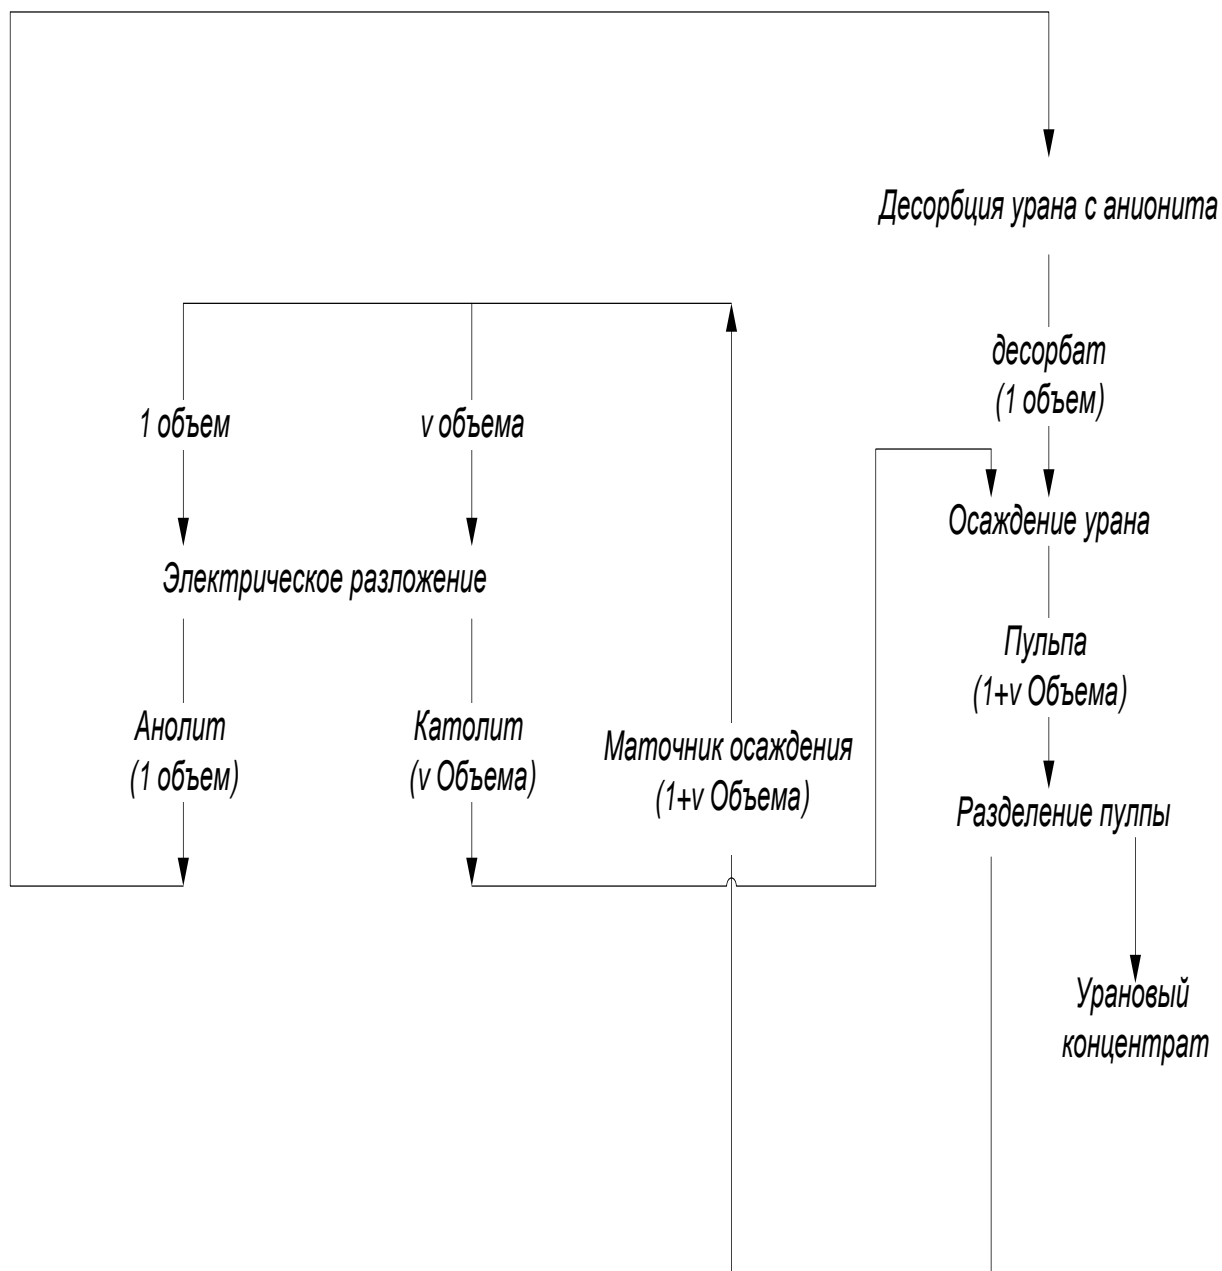 Десорбция урана с анионита
десорбат
(1 объем)
1 объем
v объема
Осаждение урана
Электрическое разложение
Пульпа
(1+v Объема)
Анолит
(1 объем)
Католит
(v Объема)
Маточник осаждения
(1+v Объема)
Разделение пулпы
Урановый
концентрат